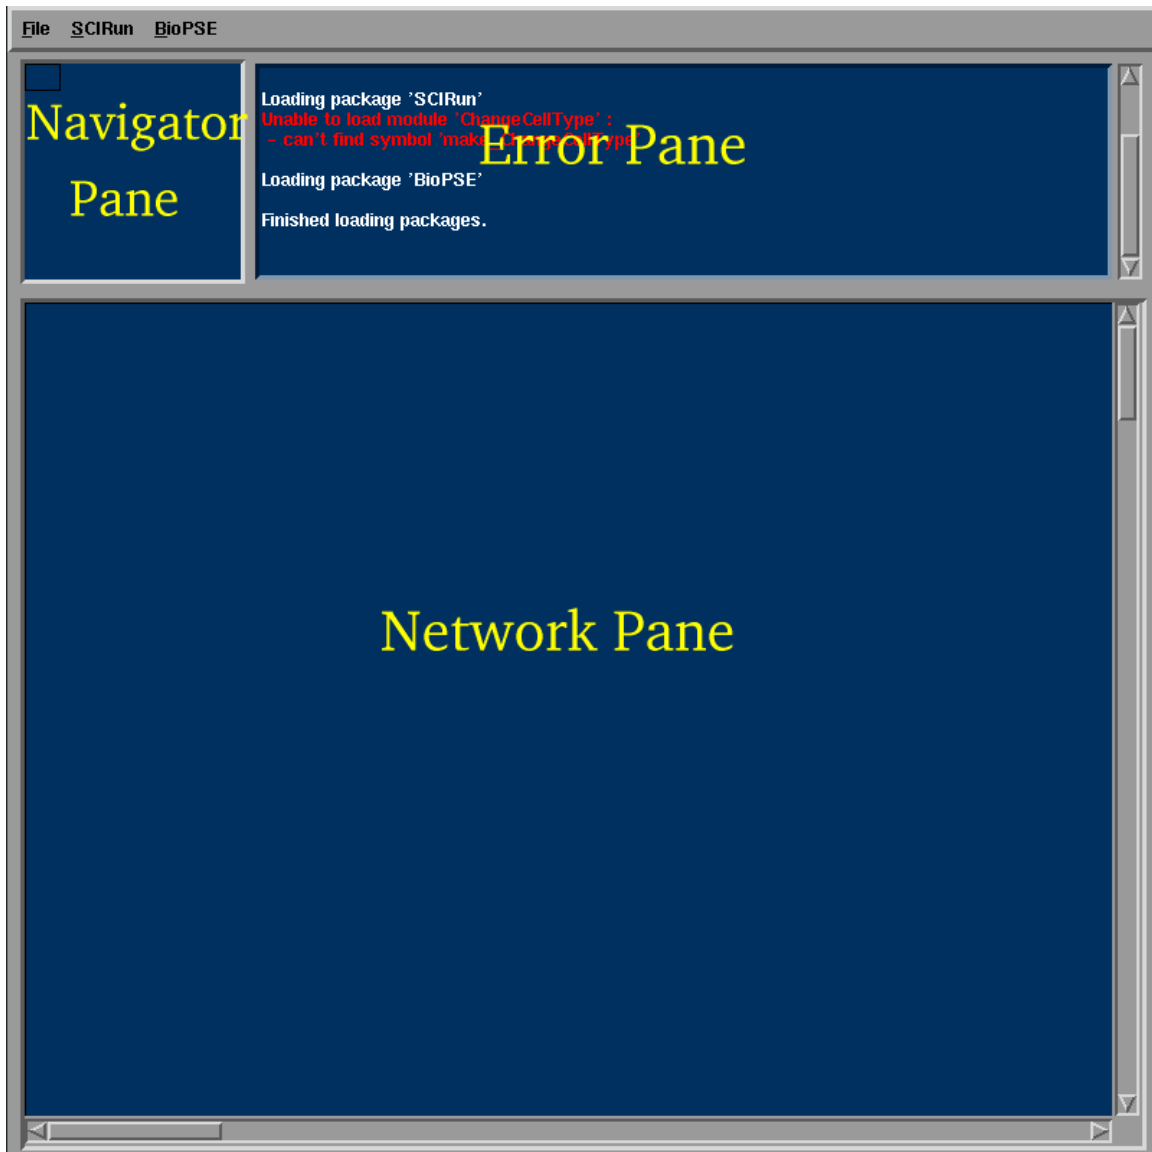 File SCIRun BioPSE
Navigator
Pane
Loading package 'SCIRun'
Unable to load module 'ChangeCellType' :
- can't find symbol 'make_ChangeCellType'
Error Pane
Loading package 'BioPSE'
Finished loading packages.
Network Pane